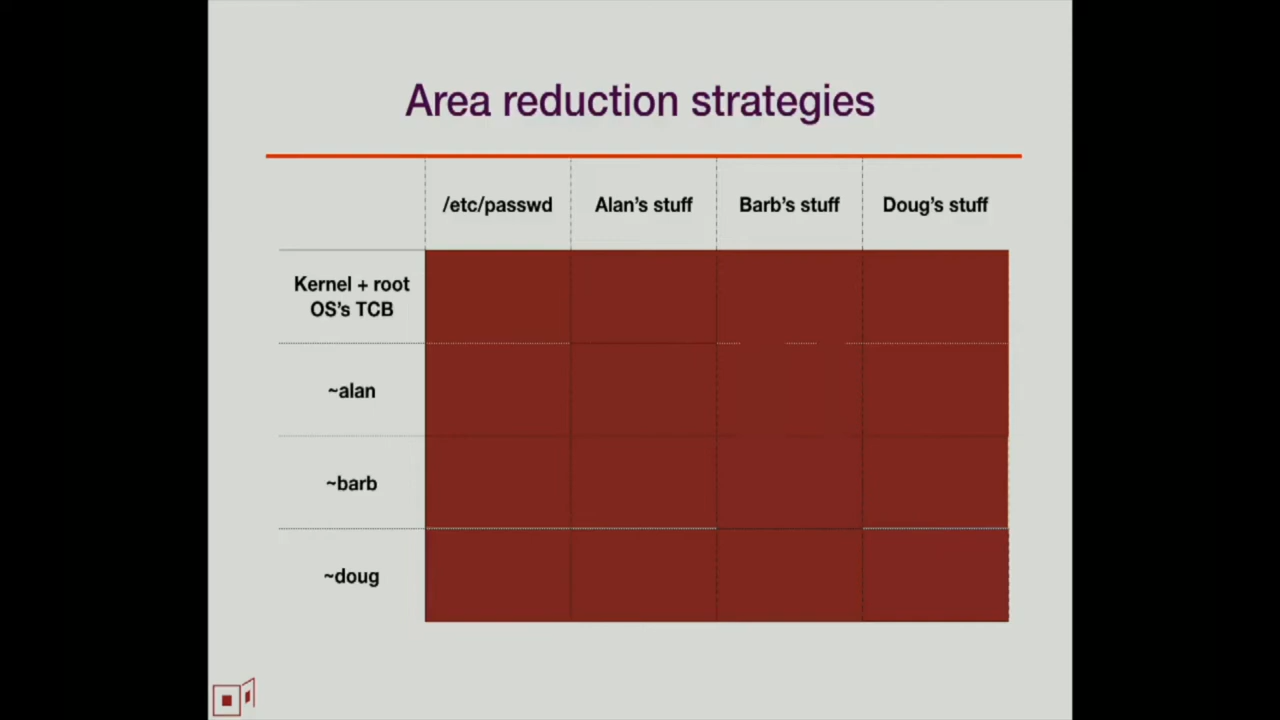 Area reduction strategies
/etc/passwd
Alan’s stuff
Barb’s stuff
Doug’s stuff
Kernel + root
OS’s TCB
~alan
~barb
~doug